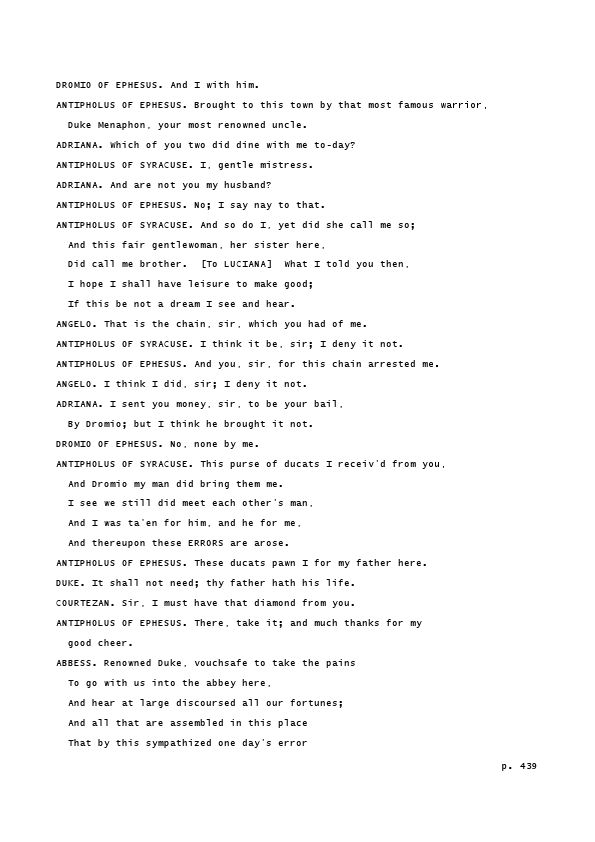 DROMIO OF EPHESUS. And I with him.
ANTIPHOLUS OF EPHESUS. Brought to this town by that most famous warrior,
Duke Menaphon, your most renowned uncle.
ADRIANA. Which of you two did dine with me to-day?
ANTIPHOLUS OF SYRACUSE. I, gentle mistress.
ADRIANA. And are not you my husband?
ANTIPHOLUS OF EPHESUS. No; I say nay to that.
ANTIPHOLUS OF SYRACUSE. And so do I, yet did she call me so;
And this fair gentlewoman, her sister here,
Did call me brother.  [To LUCIANA]  What I told you then,
I hope I shall have leisure to make good;
If this be not a dream I see and hear.
ANGELO. That is the chain, sir, which you had of me.
ANTIPHOLUS OF SYRACUSE. I think it be, sir; I deny it not.
ANTIPHOLUS OF EPHESUS. And you, sir, for this chain arrested me.
ANGELO. I think I did, sir; I deny it not.
ADRIANA. I sent you money, sir, to be your bail,
By Dromio; but I think he brought it not.
DROMIO OF EPHESUS. No, none by me.
ANTIPHOLUS OF SYRACUSE. This purse of ducats I receiv'd from you,
And Dromio my man did bring them me.
I see we still did meet each other's man,
And I was ta'en for him, and he for me,
And thereupon these ERRORS are arose.
ANTIPHOLUS OF EPHESUS. These ducats pawn I for my father here.
DUKE. It shall not need; thy father hath his life.
COURTEZAN. Sir, I must have that diamond from you.
ANTIPHOLUS OF EPHESUS. There, take it; and much thanks for my
good cheer.
ABBESS. Renowned Duke, vouchsafe to take the pains
To go with us into the abbey here,
And hear at large discoursed all our fortunes;
And all that are assembled in this place
That by this sympathized one day's error
p. 439